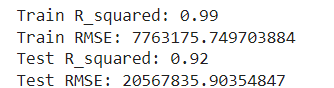 Train R_squared: 0.99
Train RMSE: 7763175.749703884
Test R_squared: 0.92
Test RMSE: 20567835.90354847